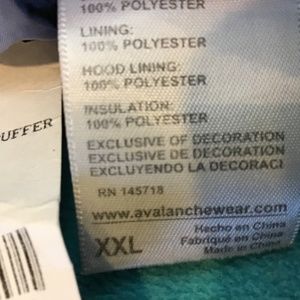 100% POLYESTER
LINING:
100% POLYESTER
HOOD LINING:
100% POLYESTER
INSULATION:
100% POLYESTER
EXCLUSIVE OF DECORATION
EXCLUSIVE DE DECORATION
EXCLUYENDO LA DECORACI
RN 145718
www.avalanchewear.com
XXL
Hecho en China
Fabriqué en Chine
Made in China
UFFER